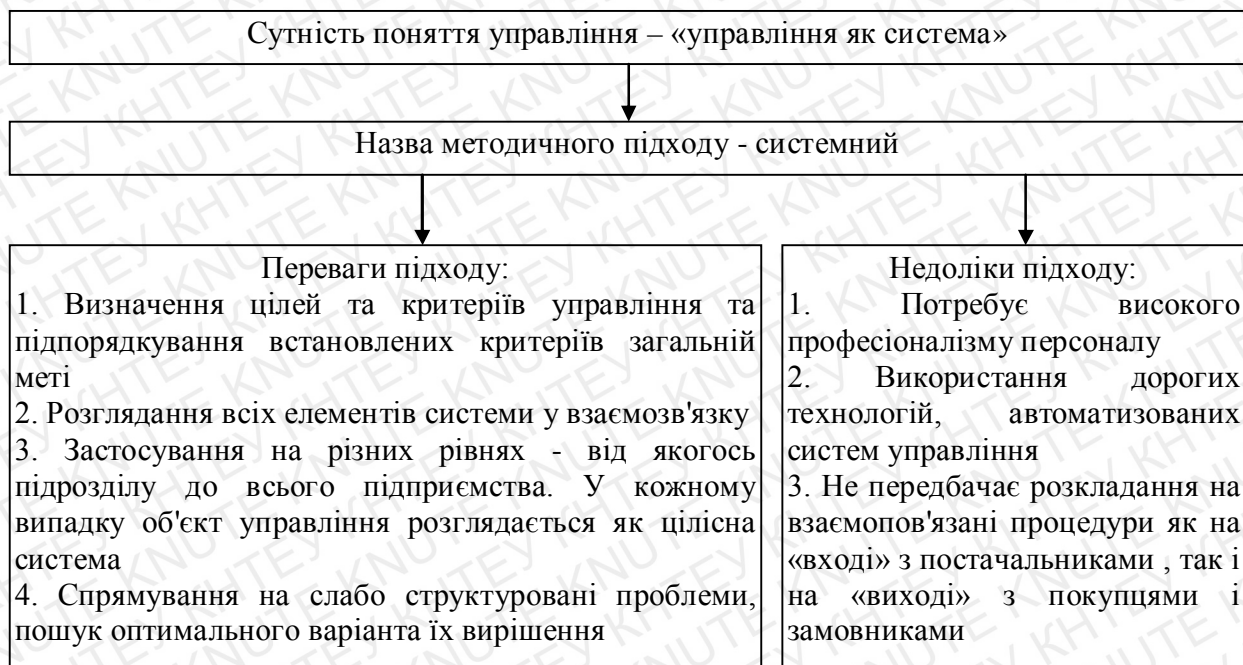 Сутність поняття управління – «управління як система»
Назва методичного підходу - системний
Переваги підходу:
1. Визначення цілей та критеріїв управління та
підпорядкування встановлених критеріїв загальній
меті
2. Розглядання всіх елементів системи у взаємозв'язку
3. Застосування на різних рівнях - від якогось
підрозділу до всього підприємства. У кожному
випадку об'єкт управління розглядається як цілісна
система
4. Спрямування на слабо структуровані проблеми,
пошук оптимального варіанта їх вирішення
Недоліки підходу:
1. Потребує високого
професіоналізму персоналу
2. Використання дорогих
технологій, автоматизованих
систем управління
3. Не передбачає розкладання на
взаємопов'язані процедури як на
«вході» з постачальниками , так і
на «виході» з покупцями і
замовниками